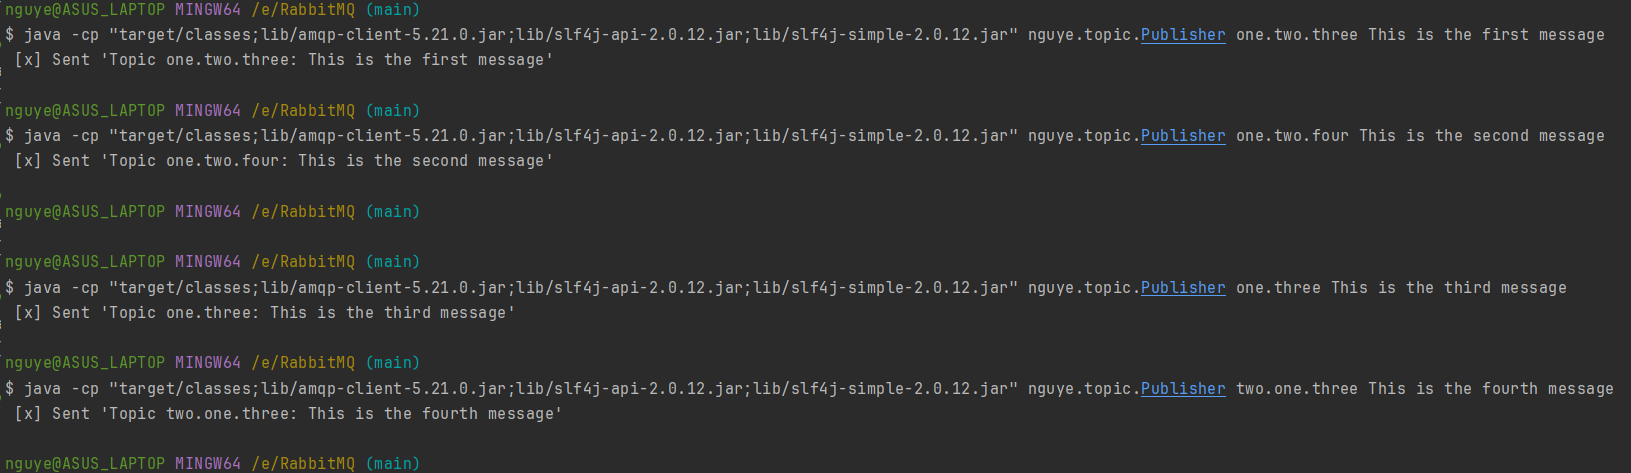 nguye@ASUS_LAPTOP MINGW64 /e/RabbitMQ (main)
$ java -cp "target/classes;lib/amqp-client-5.21.0.jar;lib/slf4j-api-2.0.12.jar;lib/slf4j-simple-2.0.12.jar" nguye.topic.Publisher one.two.three This is the first message
[x] Sent 'Topic one.two.three: This is the first message'
nguye@ASUS_LAPTOP MINGW64 /e/RabbitMQ (main)
$ java -cp "target/classes;lib/amqp-client-5.21.0.jar;lib/slf4j-api-2.0.12.jar;lib/slf4j-simple-2.0.12.jar" nguye.topic.Publisher one.two.four This is the second message
[x] Sent 'Topic one.two.four: This is the second message'
nguye@ASUS_LAPTOP MINGW64 /e/RabbitMQ (main)
nguye@ASUS_LAPTOP MINGW64 /e/RabbitMQ (main)
$ java -cp "target/classes;lib/amqp-client-5.21.0.jar;lib/slf4j-api-2.0.12.jar;lib/slf4j-simple-2.0.12.jar" nguye.topic.Publisher one.three This is the third message
[x] Sent 'Topic one.three: This is the third message'
nguye@ASUS_LAPTOP MINGW64 /e/RabbitMQ (main)
$ java -cp "target/classes;lib/amqp-client-5.21.0.jar;lib/slf4j-api-2.0.12.jar;lib/slf4j-simple-2.0.12.jar" nguye.topic.Publisher two.one.three This is the fourth message
[x] Sent 'Topic two.one.three: This is the fourth message'
nguye@ASUS_LAPTOP MINGW64 /e/RabbitMQ (main)